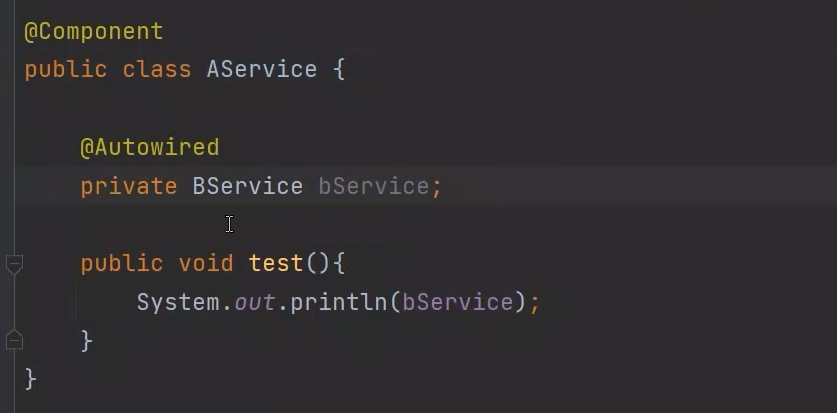 @Component
public class AService {
@Autowired
private BService bService;
public void test(){
System.out.println(bService);
}
}